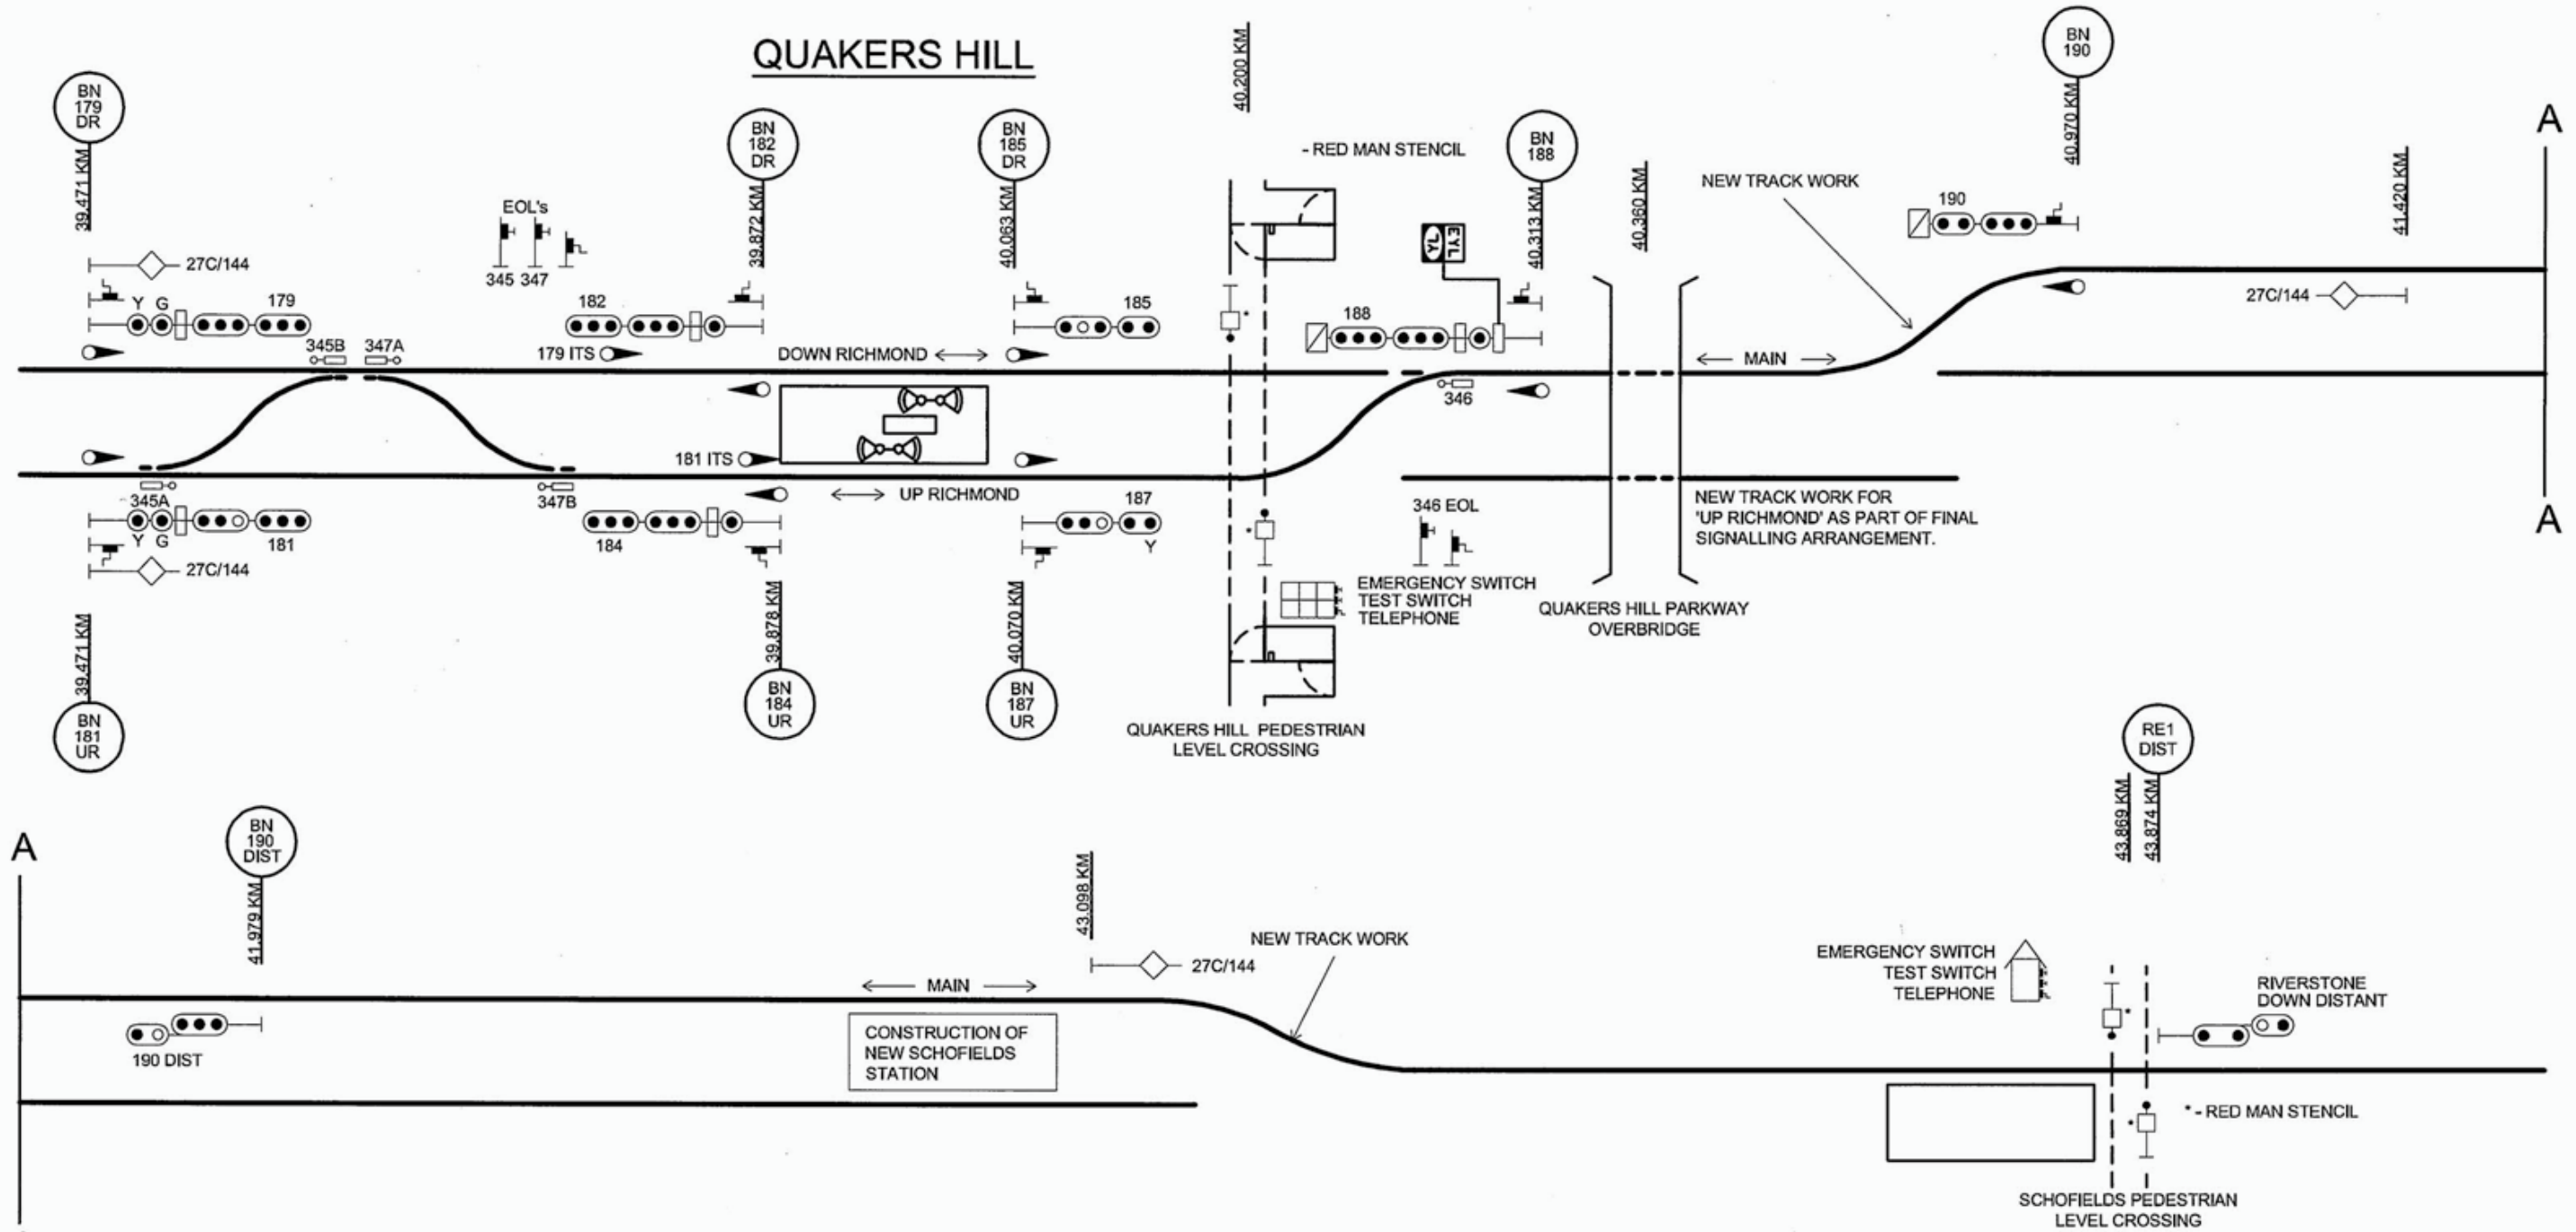 QUAKERS HILL
BN
179
DR
39.471 KM
27C/144
Y G
179
EOL's
345 347
345B
347A
182
179 ITS
BN
182
DR
39.872 KM
BN
185
DR
40.063 KM
185
DOWN RICHMOND
40.200 KM
*
- RED MAN STENCIL
YL
EYL
188
BN
188
40.313 KM
346
40.360 KM
NEW TRACK WORK
MAIN
190
BN
190
40.970 KM
27C/144
41.420 KM
A
A
345A
Y G
181
27C/144
39.471 KM
BN
181
UR
347B
181 ITS
184
39.878 KM
BN
184
UR
UP RICHMOND
187
Y
40.070 KM
BN
187
UR
*
EMERGENCY SWITCH
TEST SWITCH
TELEPHONE
346 EOL
QUAKERS HILL PEDESTRIAN
LEVEL CROSSING
QUAKERS HILL PARKWAY
OVERBRIDGE
NEW TRACK WORK FOR
'UP RICHMOND' AS PART OF FINAL
SIGNALLING ARRANGEMENT.
A
BN
190
DIST
41.979 KM
190 DIST
MAIN
CONSTRUCTION OF
NEW SCHOFIELDS
STATION
43.098 KM
27C/144
NEW TRACK WORK
EMERGENCY SWITCH
TEST SWITCH
TELEPHONE
RE1
DIST
43.869 KM
43.874 KM
*
RIVERSTONE
DOWN DISTANT
*
* - RED MAN STENCIL
SCHOFIELDS PEDESTRIAN
LEVEL CROSSING